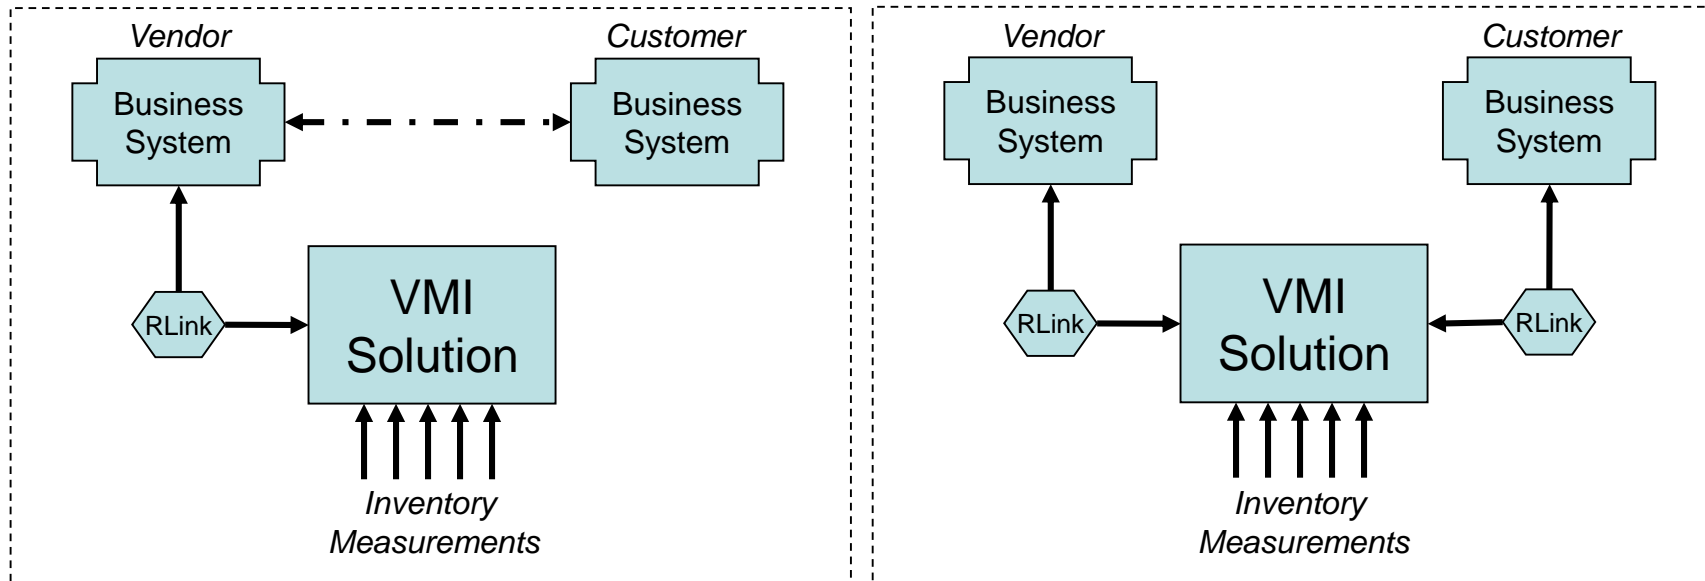 Vendor
Customer
Business
System
Business
System
RLink
VMI
Solution
Inventory
Measurements
Vendor
Customer
Business
System
Business
System
RLink
VMI
Solution
RLink
Inventory
Measurements